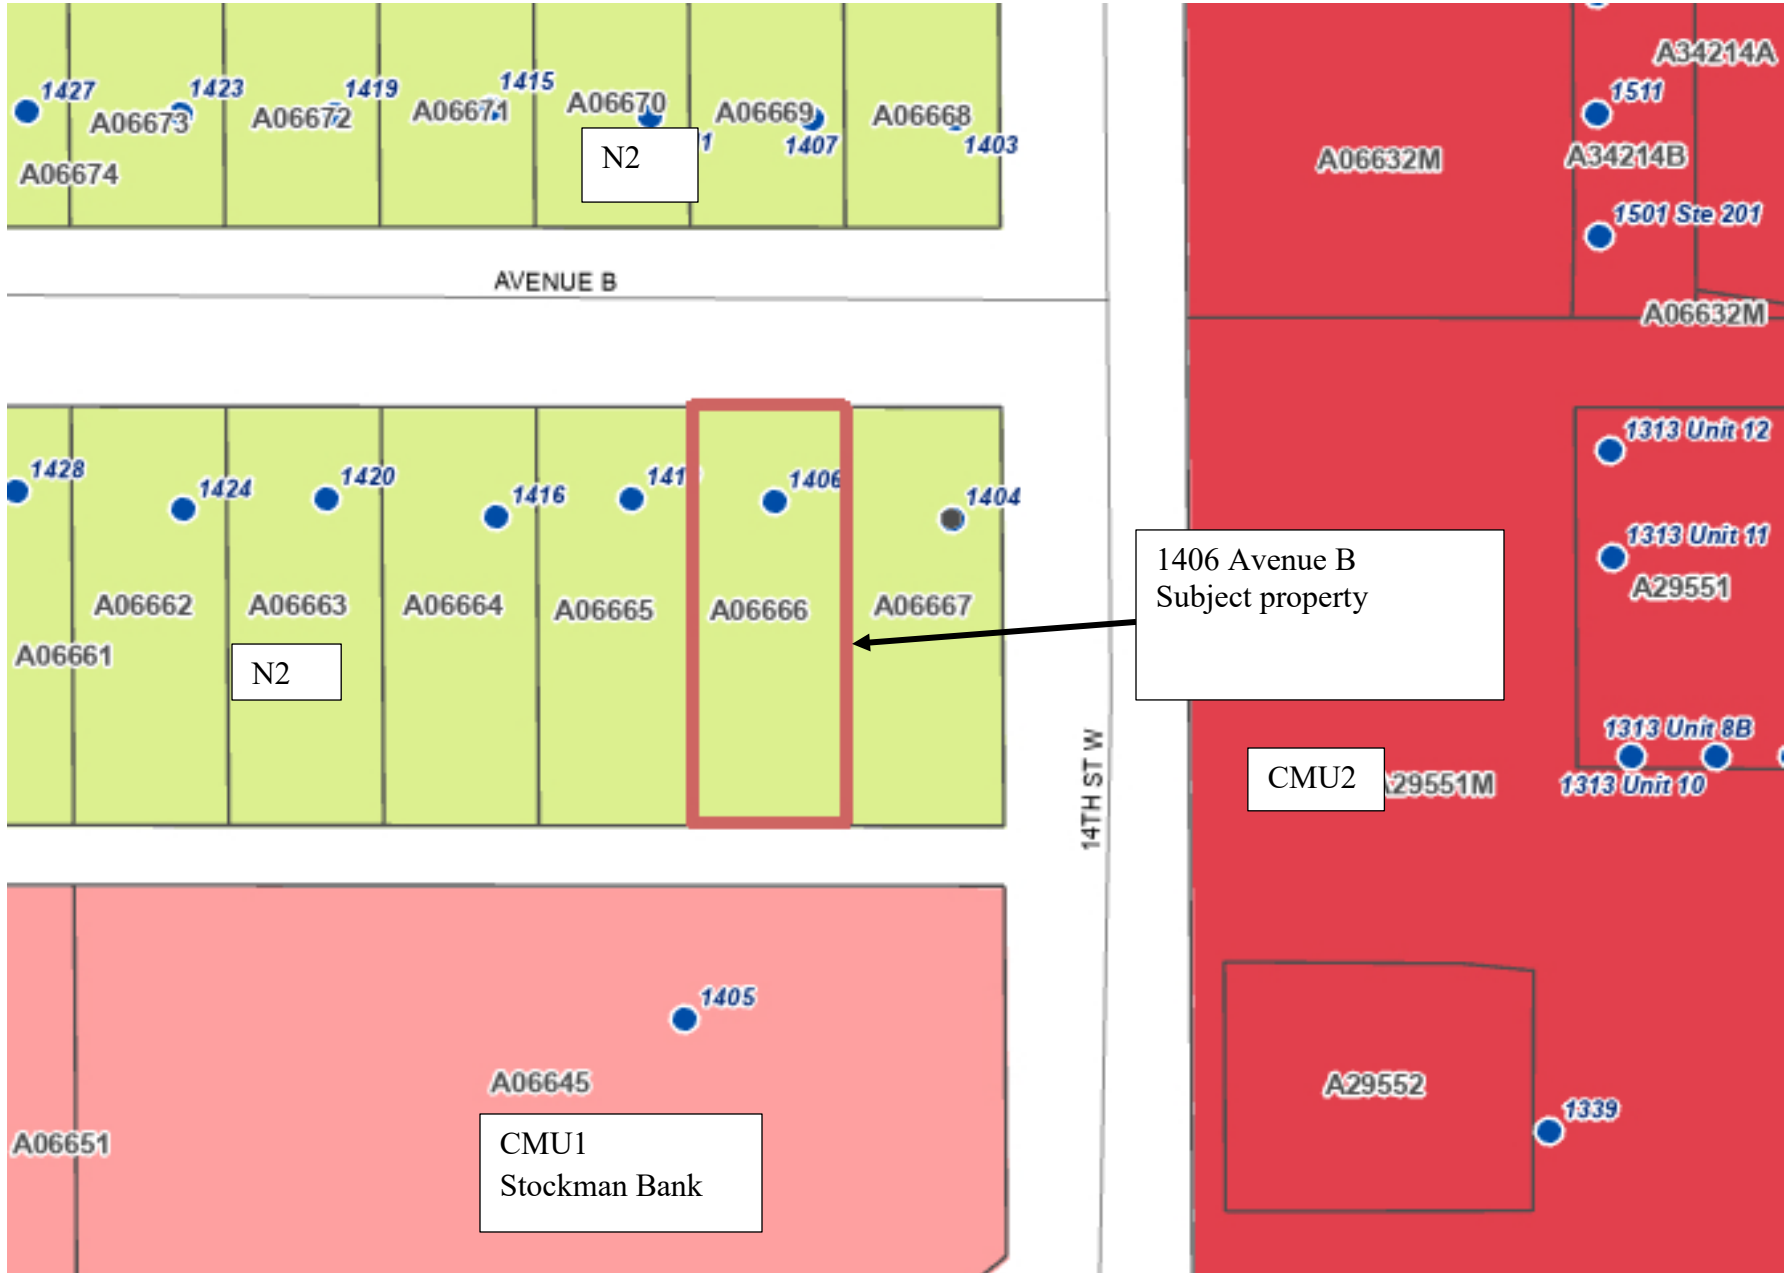 1427
1423
1419
1415
A06673
A06672
A06671
A06670
A06669
A06668
1407
1403
A06674
N2
A34214A
1511
A06632M
A34214B
1501 Ste 201
A06632M
AVENUE B
1428
1424
1420
1416
1406
1404
1313 Unit 12
1313 Unit 11
A29551
A06662
A06663
A06664
A06665
A06666
A06667
A06661
N2
1406 Avenue B
Subject property
14TH ST W
CMU2
29551M
1313 Unit 8B
1313 Unit 10
1405
A06645
A06651
CMU1
Stockman Bank
A29552
1339